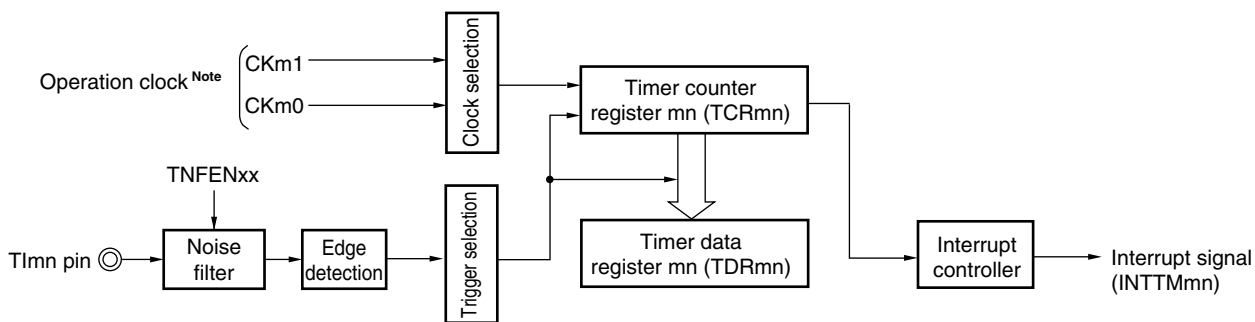 Operation clock Note
CKm1
CKm0
Clock selection
Timer counter
register mn (TCRmn)
TNFENxx
TImn pin
Noise
filter
Edge
detection
Trigger selection
Timer data
register mn (TDRmn)
Interrupt
controller
Interrupt signal
(INTTMmn)